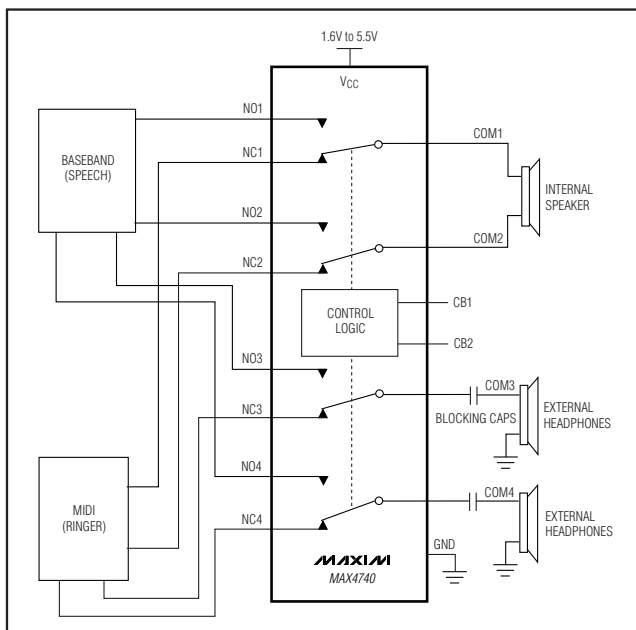 1.6V to 5.5V
VCC
NO1
COM1
BASEBAND
(SPEECH)
NC1
INTERNAL
SPEAKER
NO2
COM2
NC2
CONTROL
LOGIC
CB1
CB2
NO3
COM3
NC3
BLOCKING CAPS
EXTERNAL
HEADPHONES
NO4
COM4
MIDI
(RINGER)
NC4
EXTERNAL
HEADPHONES
GND
MAXIM
MAX4740